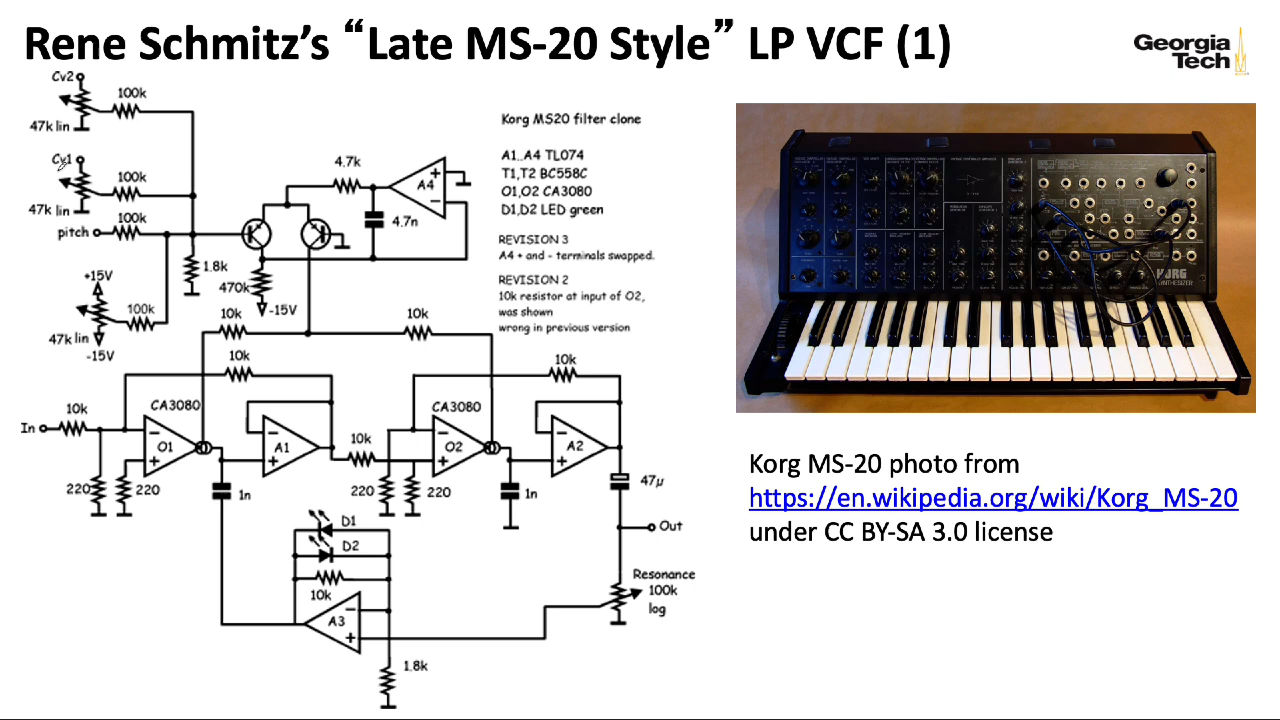 Rene Schmitz’s “Late MS-20 Style” LP VCF (1)
Georgia
Tech
Cv2
100k
47k lin
Cv1
100k
47k lin
100k
pitch
+15V
1.8k
100k
47k lin
-15V
4.7k
A4
4.7n
470k
-15V
Korg MS20 filter clone
A1..A4 TL074
T1,T2 BC558C
O1,O2 CA3080
D1,D2 LED green
REVISION 3
A4 + and - terminals swapped.
REVISION 2
10k resistor at input of O2,
was shown
wrong in previous version
10k
10k
10k
10k
10k
In
CA3080
O1
220
220
A1
1n
10k
CA3080
O2
220
220
A2
1n
47µ
Out
D1
D2
10k
A3
1.8k
Resonance
100k
log
KORG
Korg MS-20 photo from
https://en.wikipedia.org/wiki/Korg_MS-20
under CC BY-SA 3.0 license